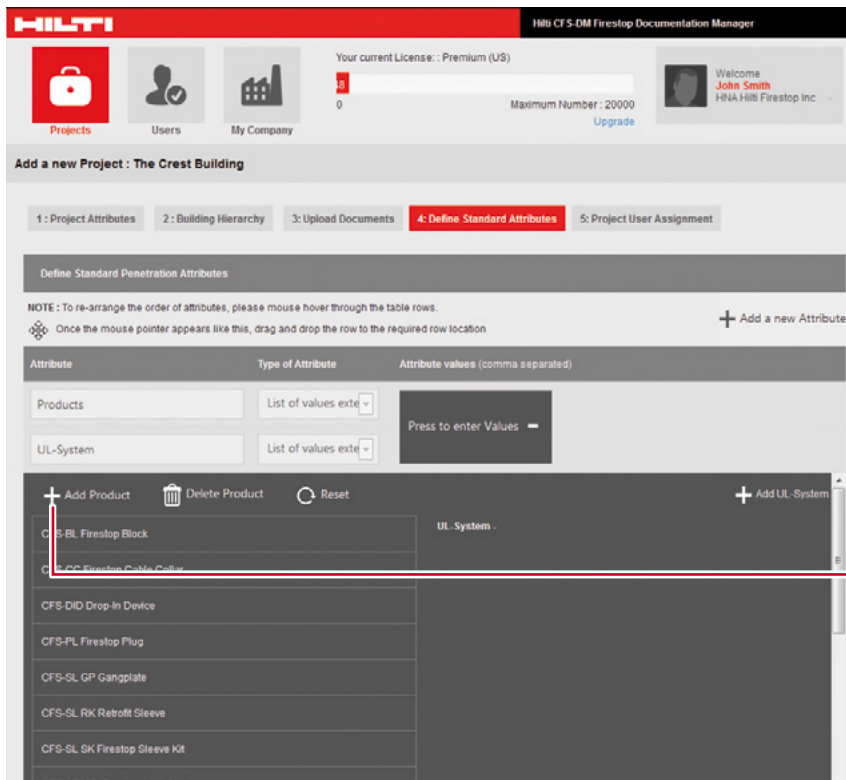 HILTI
Hilti CFS-DM Firestop Documentation Manager
Projects
Users
My Company
Your current License: : Premium (US)
0
Maximum Number : 20000
Upgrade
Welcome
John Smith
HNA Hilti Firestop Inc
Add a new Project : The Crest Building
1 : Project Attributes
2 : Building Hierarchy
3: Upload Documents
4: Define Standard Attributes
5: Project User Assignment
Define Standard Penetration Attributes
NOTE : To re-arrange the order of attributes, please mouse hover through the table rows.
Once the mouse pointer appears like this, drag and drop the row to the required row location
Add a new Attribute
Attribute
Type of Attribute
Attribute values (comma separated)
Products
List of values exte
Press to enter Values
UL-System
List of values exte
Add Product
Delete Product
Reset
Add UL-System
CFS-BL Firestop Block
UL-System -
CFS-CC Firestop Cable Collar
CFS-DID Drop-In Device
CFS-PL Firestop Plug
CFS-SL GP Gangplate
CFS-SL RK Retrofit Sleeve
CFS-SL SK Firestop Sleeve Kit